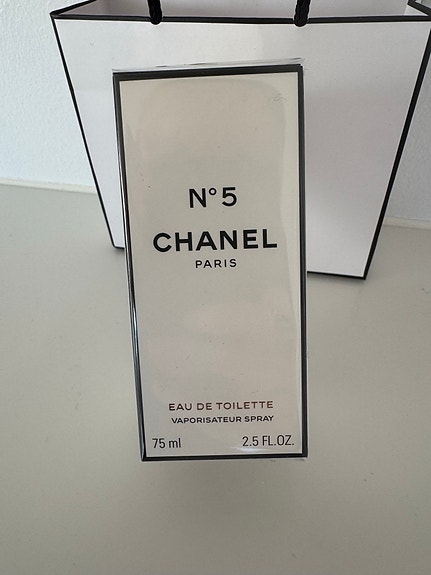 N°5
CHANEL
PARIS
EAU DE TOILETTE
VAPORISATEUR SPRAY
75 ml 2.5 FL.OZ.